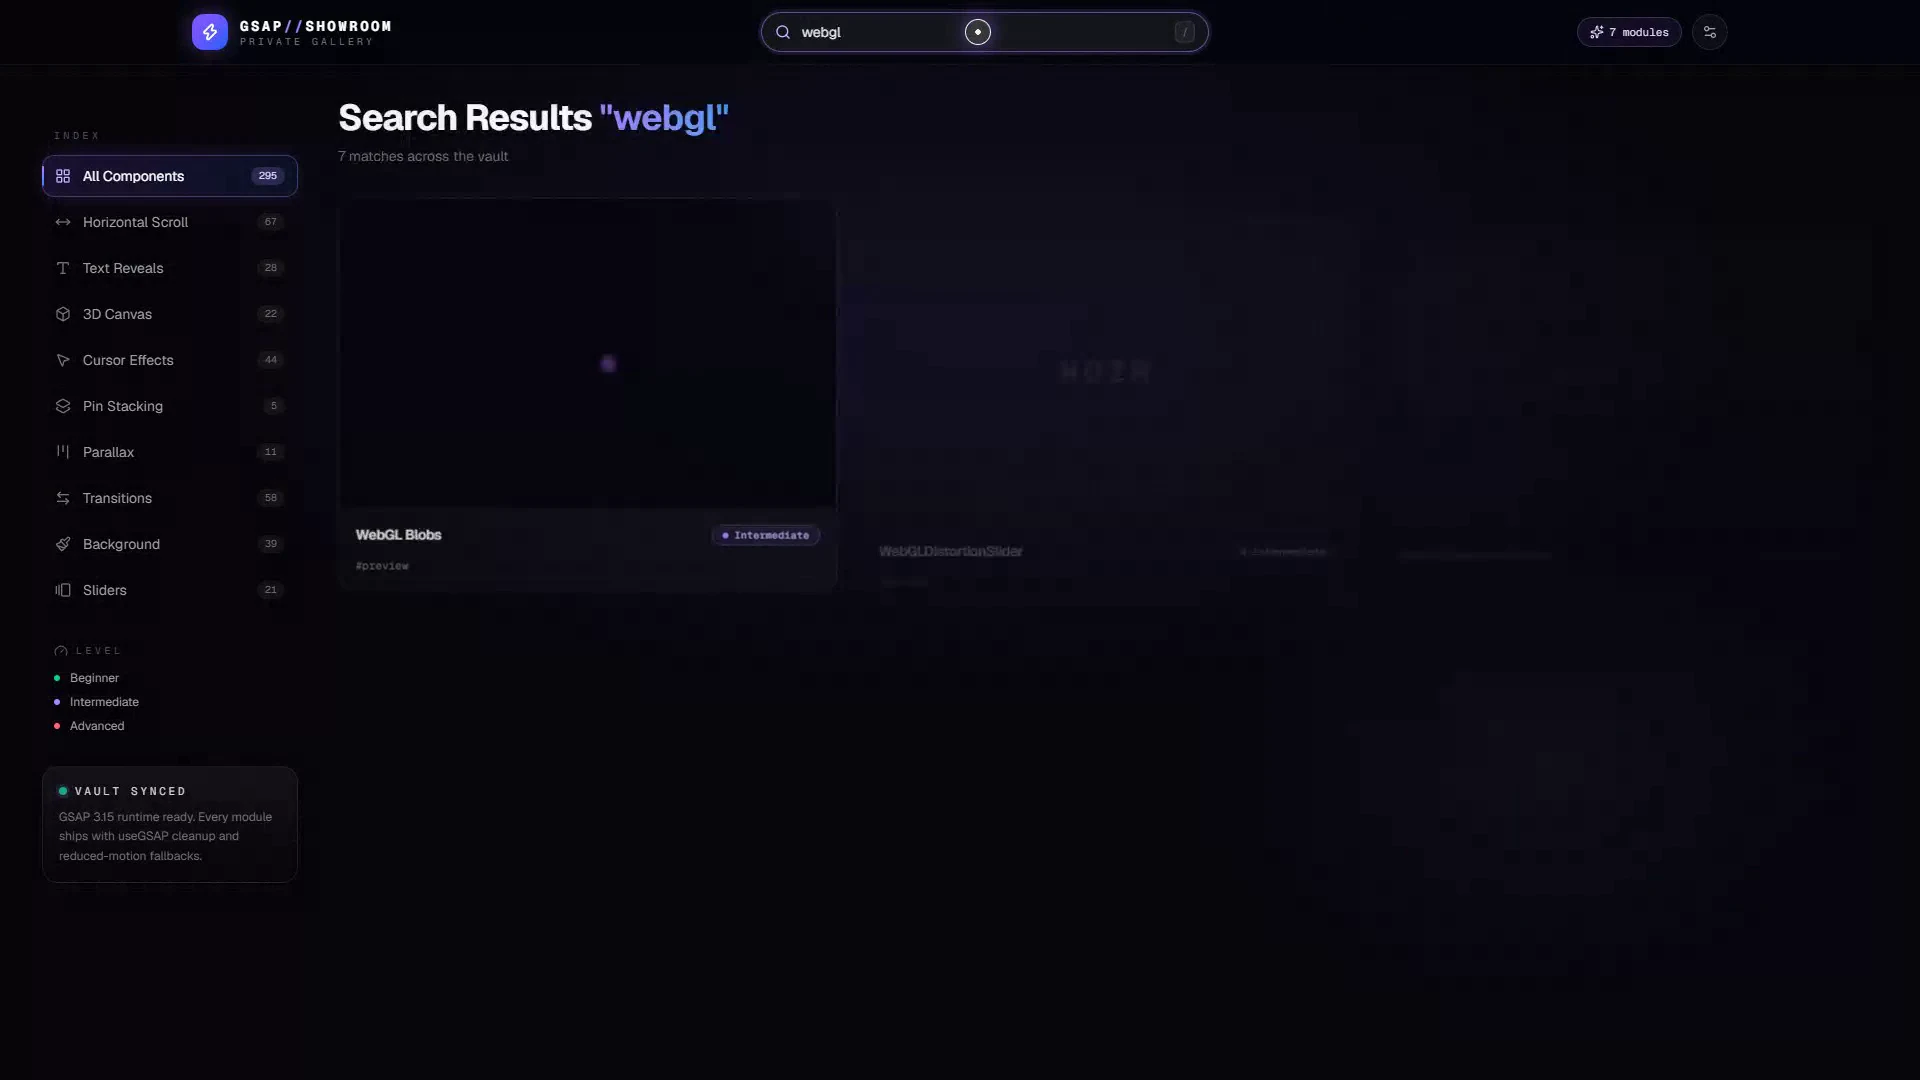 GSAP//SHOWROOM
PRIVATE GALLERY
webgl
/
7 modules
Search Results "webgl"
7 matches across the vault
INDEX
All Components 295
Horizontal Scroll 67
Text Reveals 28
3D Canvas 22
Cursor Effects 44
Pin Stacking 5
Parallax 11
Transitions 58
Background 39
Sliders 21
LEVEL
Beginner
Intermediate
Advanced
VAULT SYNCED
GSAP 3.15 runtime ready. Every module
ships with useGSAP cleanup and
reduced-motion fallbacks.
WebGL Blobs
Intermediate
#preview
NOIR
WebGLDistortionSlider
Intermediate